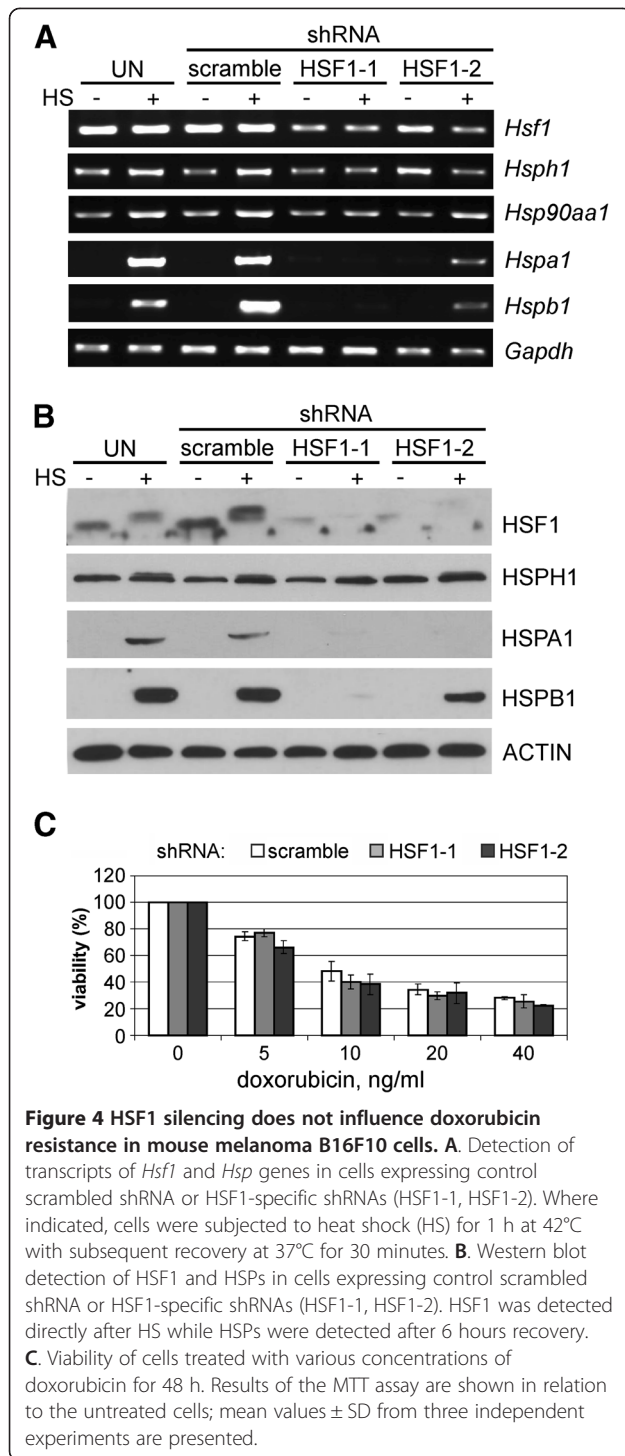 A
shRNA
UN scramble HSF1-1 HSF1-2
HS - + - + - + - +
Hsf1
Hsph1
Hsp90aa1
Hspa1
Hspb1
Gapdh
B
shRNA
UN scramble HSF1-1 HSF1-2
HS - + - + - + - +
HSF1
HSPH1
HSPA1
HSPB1
ACTIN
C
shRNA: scramble HSF1-1 HSF1-2
viability (%)
120
100
80
60
40
20
0
0 5 10 20 40
doxorubicin, ng/ml
Figure 4 HSF1 silencing does not influence doxorubicin
resistance in mouse melanoma B16F10 cells. A. Detection of
transcripts of Hsf1 and Hsp genes in cells expressing control
scrambled shRNA or HSF1-specific shRNAs (HSF1-1, HSF1-2). Where
indicated, cells were subjected to heat shock (HS) for 1 h at 42°C
with subsequent recovery at 37°C for 30 minutes. B. Western blot
detection of HSF1 and HSPs in cells expressing control scrambled
shRNA or HSF1-specific shRNAs (HSF1-1, HSF1-2). HSF1 was detected
directly after HS while HSPs were detected after 6 hours recovery.
C. Viability of cells treated with various concentrations of
doxorubicin for 48 h. Results of the MTT assay are shown in relation
to the untreated cells; mean values ± SD from three independent
experiments are presented.